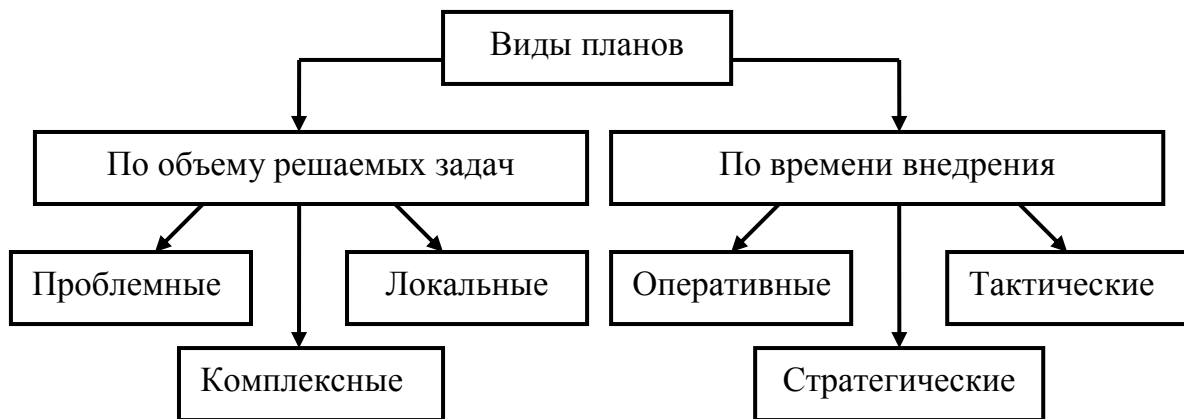 Виды планов
По объему решаемых задач
По времени внедрения
Проблемные
Локальные
Оперативные
Тактические
Комплексные
Стратегические